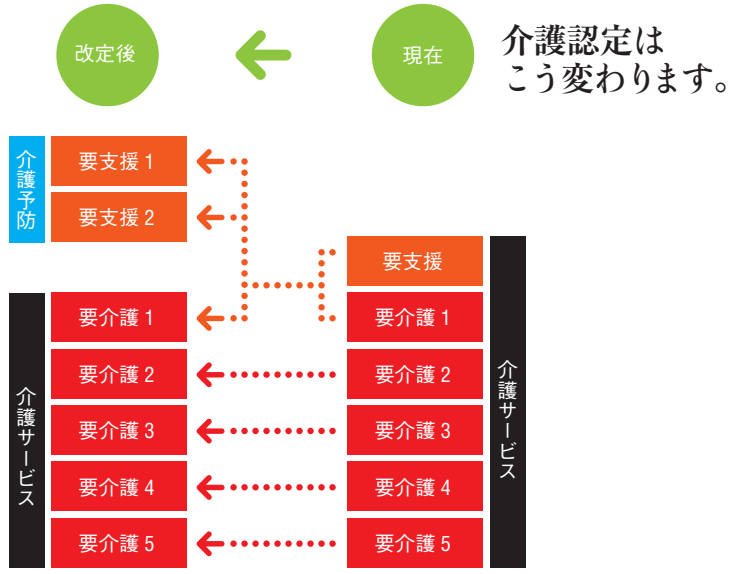 改定後
現在
介護認定は
こう変わります。
介護予防
要支援 1
要支援 2
要支援
介護サービス
要介護 1
要介護 2
要介護 3
要介護 4
要介護 5
要介護 1
要介護 2
要介護 3
要介護 4
要介護 5
介護サービス